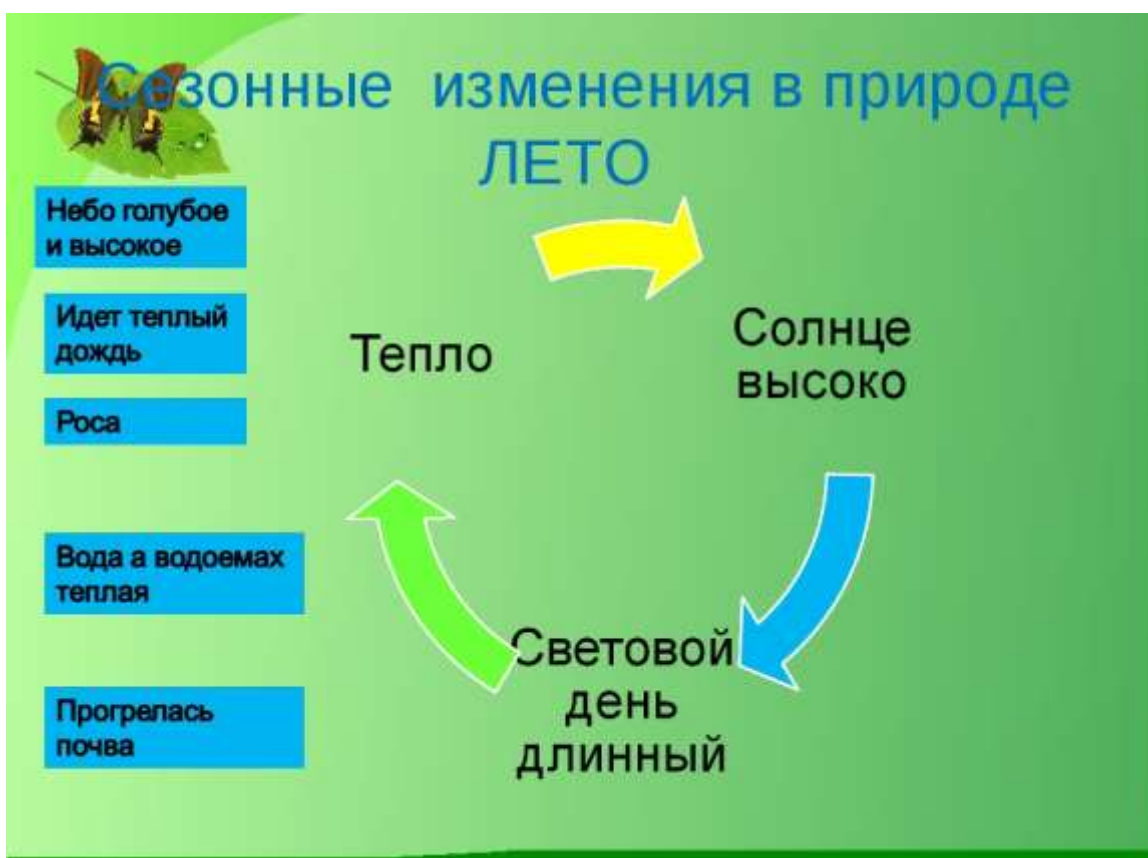 Сезонные изменения в природе
ЛЕТО
Небо голубое
и высокое
Идет теплый
дождь
Роса
Вода а водоемах
теплая
Прогрелась
почва
Тепло
Солнце
высоко
Световой
день
длинный